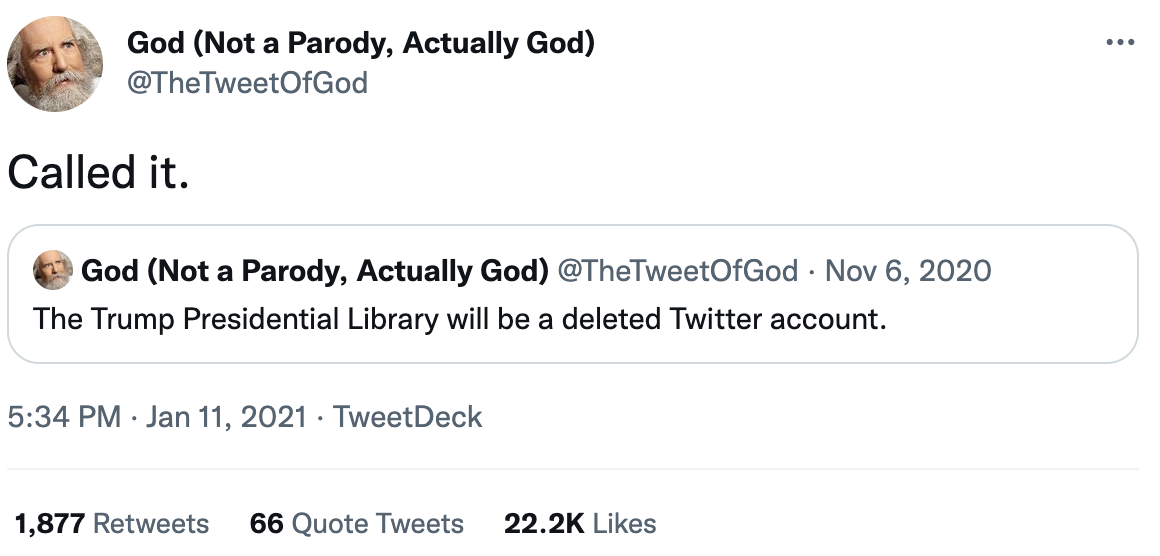 God (Not a Parody, Actually God)
@TheTweetOfGod
Called it.
God (Not a Parody, Actually God) @TheTweetOfGod · Nov 6, 2020
The Trump Presidential Library will be a deleted Twitter account.
5:34 PM · Jan 11, 2021 · TweetDeck
1,877 Retweets 66 Quote Tweets 22.2K Likes